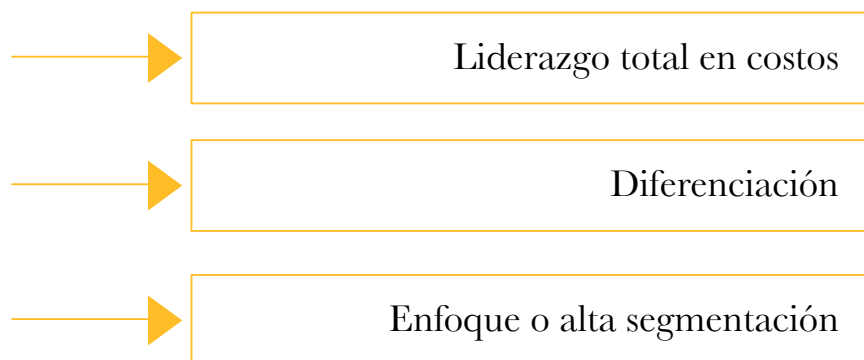 Liderazgo total en costos
Diferenciación
Enfoque o alta segmentación